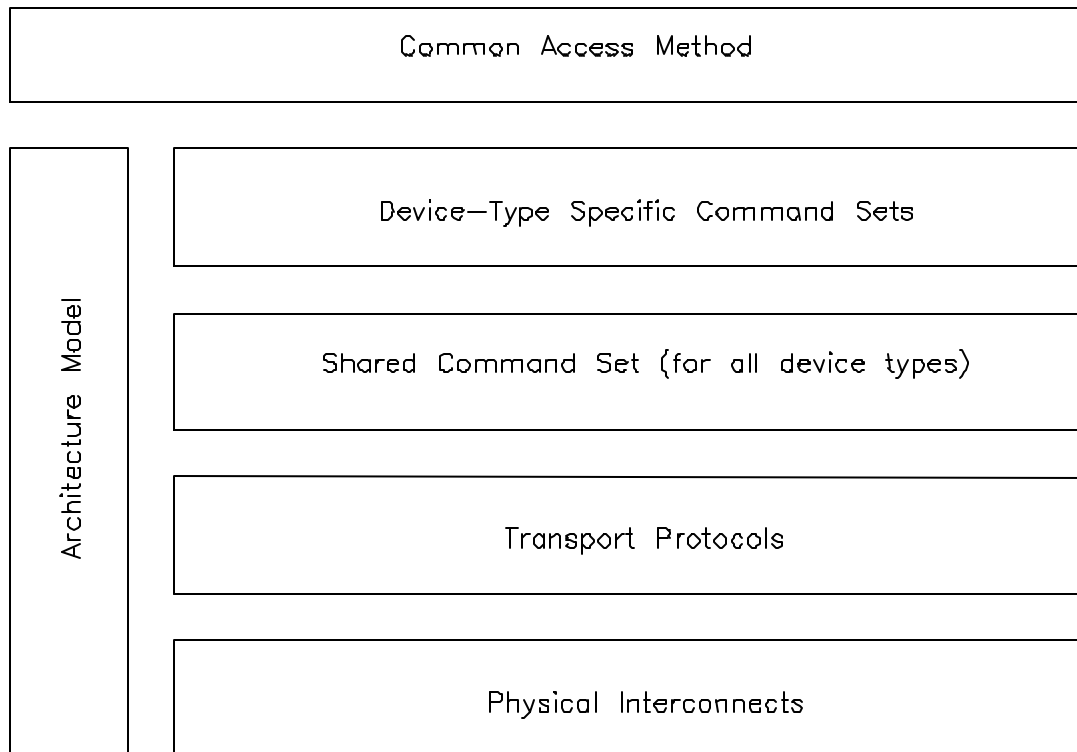 Common Access Method
Device-Type Specific Command Sets
Architecture Model
Shared Command Set (for all device types)
Transport Protocols
Physical Interconnects